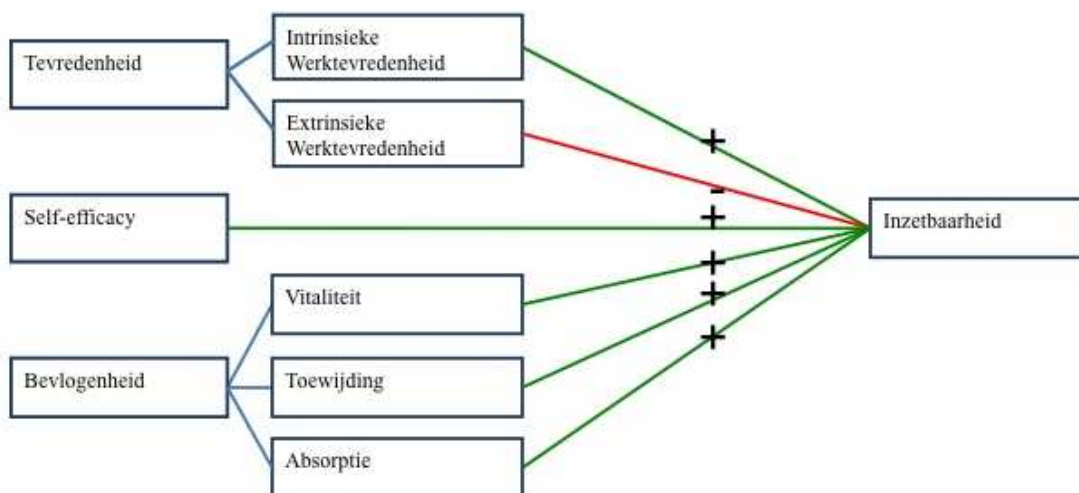 Tevredenheid
Intrinsieke
Werktevredenheid
Extrinsieke
Werktevredenheid
+
-
Self-efficacy
+
Inzetbaarheid
Vitaliteit
+
+
Bevlogenheid
Toewijding
+
Absorptie